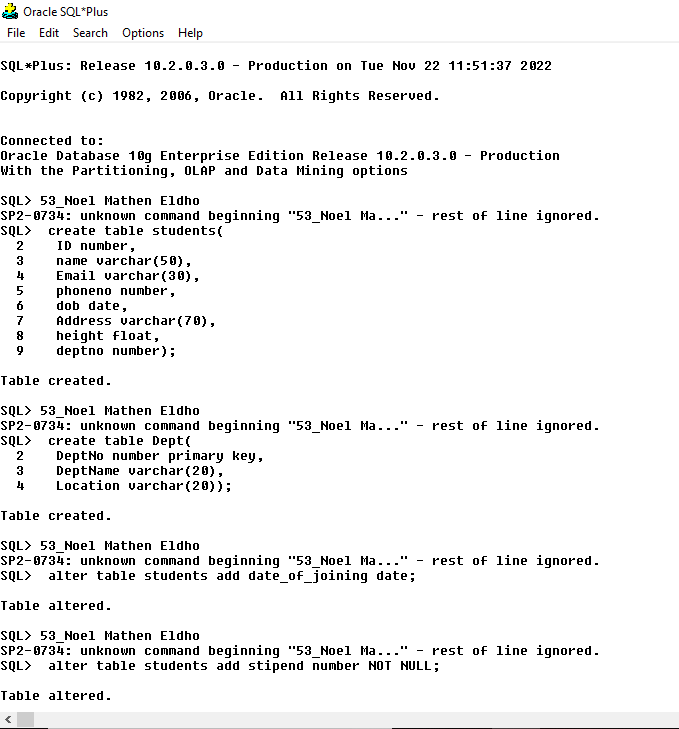 Oracle SQL*Plus
File Edit Search Options Help
SQL*Plus: Release 10.2.0.3.0 - Production on Tue Nov 22 11:51:37 2022
Copyright (c) 1982, 2006, Oracle.  All Rights Reserved.
Connected to:
Oracle Database 10g Enterprise Edition Release 10.2.0.3.0 - Production
With the Partitioning, OLAP and Data Mining options
SQL> 53_Noel Mathen Eldho
SP2-0734: unknown command beginning "53_Noel Ma..." - rest of line ignored.
SQL>  create table students(
  2    ID number,
  3    name varchar(50),
  4    Email varchar(30),
  5    phoneno number,
  6    dob date,
  7    Address varchar(70),
  8    height float,
  9    deptno number);
Table created.
SQL> 53_Noel Mathen Eldho
SP2-0734: unknown command beginning "53_Noel Ma..." - rest of line ignored.
SQL>  create table Dept(
  2    DeptNo number primary key,
  3    DeptName varchar(20),
  4    Location varchar(20));
Table created.
SQL> 53_Noel Mathen Eldho
SP2-0734: unknown command beginning "53_Noel Ma..." - rest of line ignored.
SQL>  alter table students add date_of_joining date;
Table altered.
SQL> 53_Noel Mathen Eldho
SP2-0734: unknown command beginning "53_Noel Ma..." - rest of line ignored.
SQL>  alter table students add stipend number NOT NULL;
Table altered.